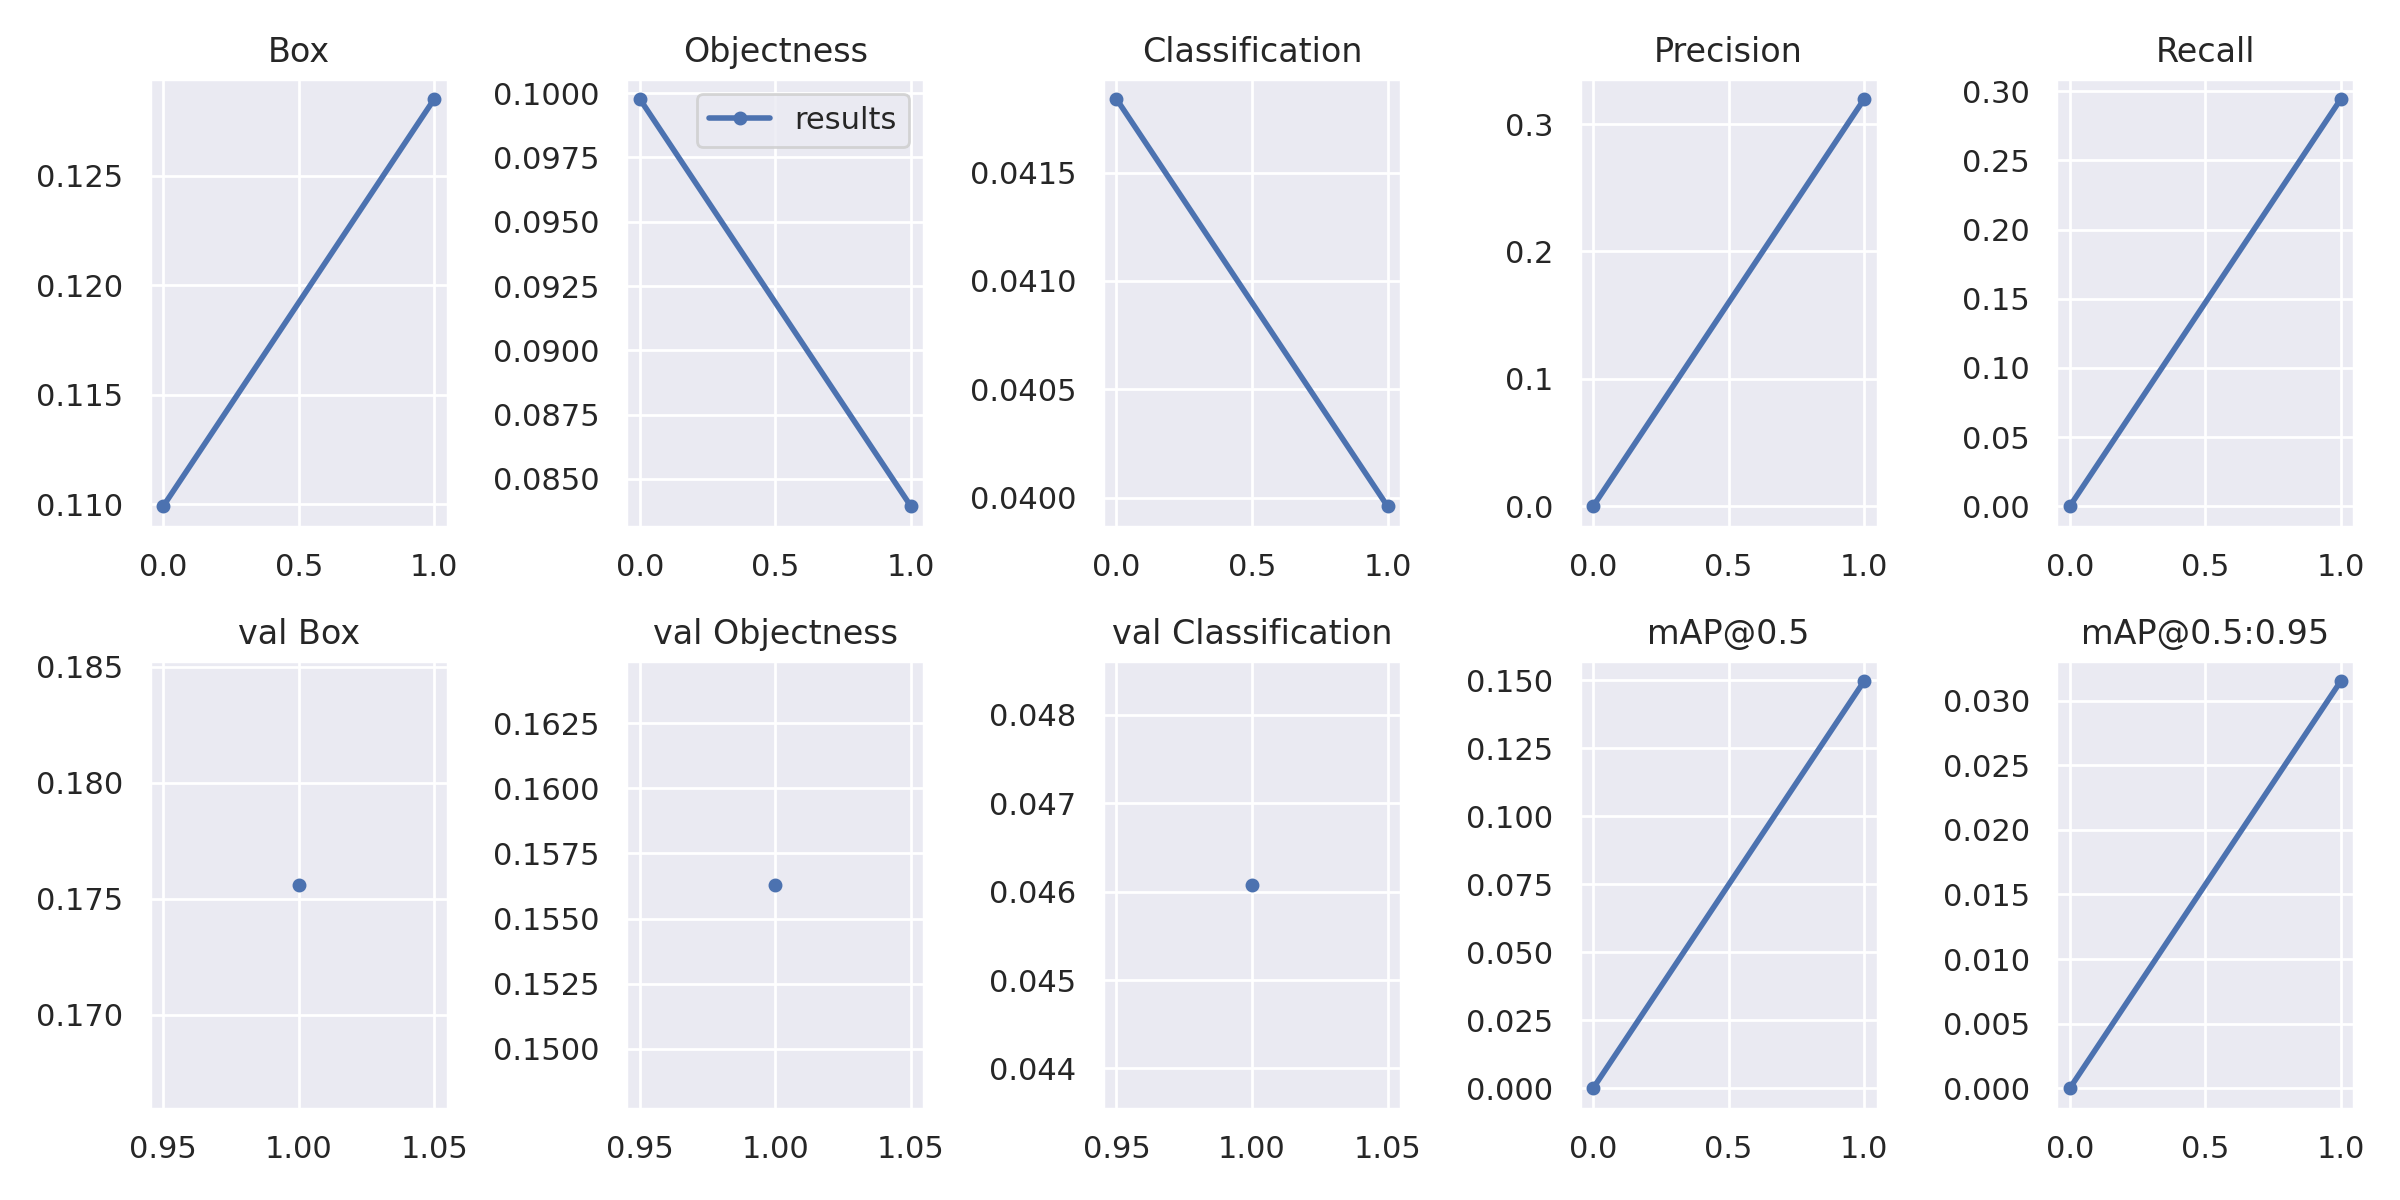 Box
0.125
0.120
0.115
0.110
0.0 0.5 1.0
Objectness
results
0.1000
0.0975
0.0950
0.0925
0.0900
0.0875
0.0850
0.0 0.5 1.0
Classification
0.0415
0.0410
0.0405
0.0400
0.0 0.5 1.0
Precision
0.3
0.2
0.1
0.0
0.0 0.5 1.0
Recall
0.30
0.25
0.20
0.15
0.10
0.05
0.00
0.0 0.5 1.0
val Box
0.185
0.180
0.175
0.170
0.95 1.00 1.05
val Objectness
0.1625
0.1600
0.1575
0.1550
0.1525
0.1500
0.95 1.00 1.05
val Classification
0.048
0.047
0.046
0.045
0.044
0.95 1.00 1.05
mAP@0.5
0.150
0.125
0.100
0.075
0.050
0.025
0.000
0.0 0.5 1.0
mAP@0.5:0.95
0.030
0.025
0.020
0.015
0.010
0.005
0.000
0.0 0.5 1.0